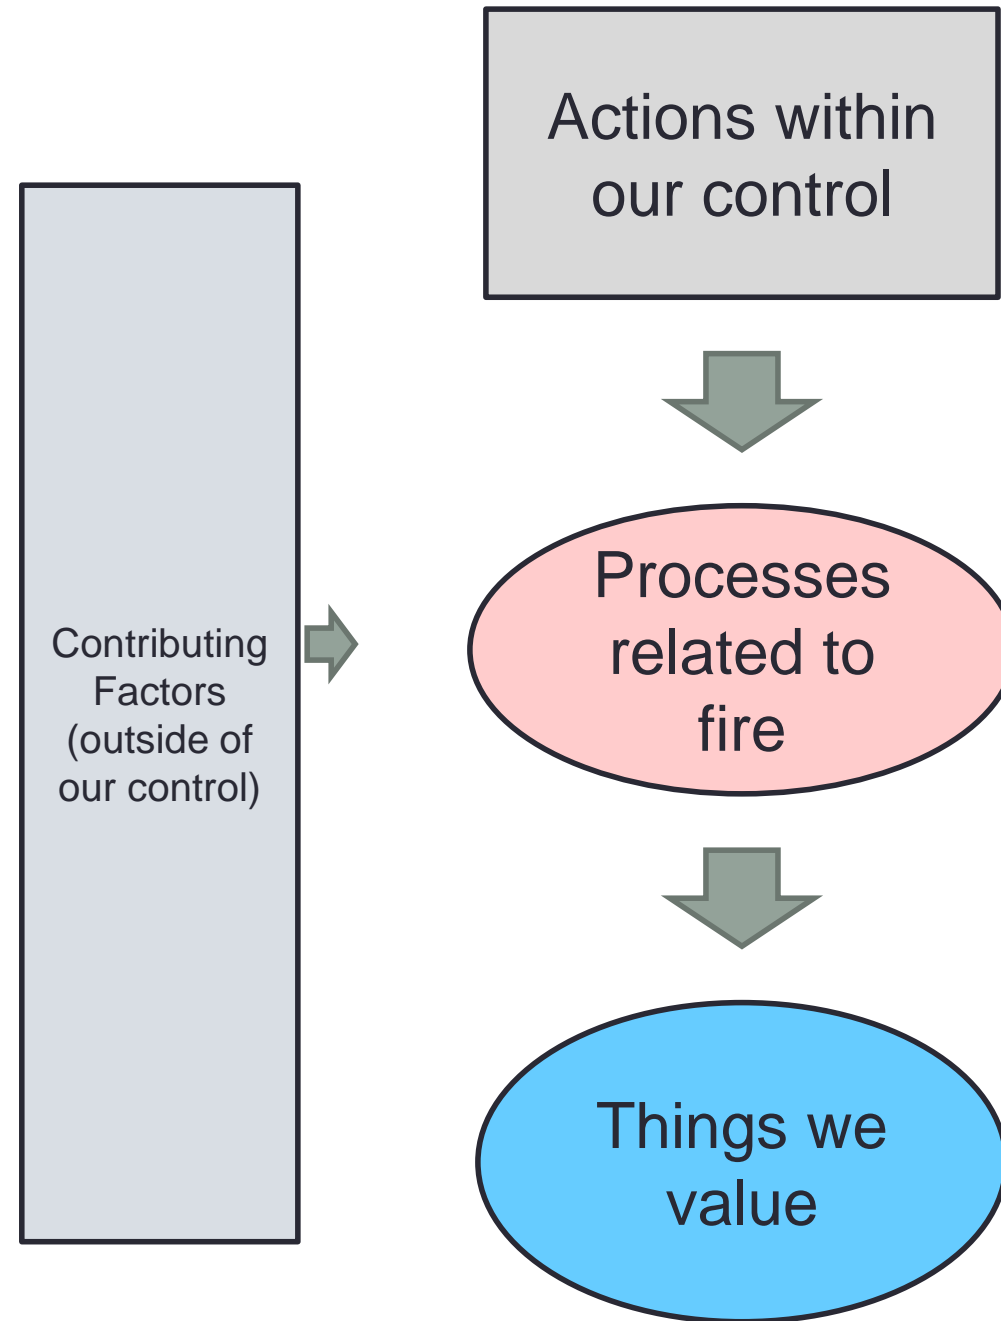 Actions within
our control
Contributing
Factors
(outside of
our control)
Processes
related to
fire
Things we
value